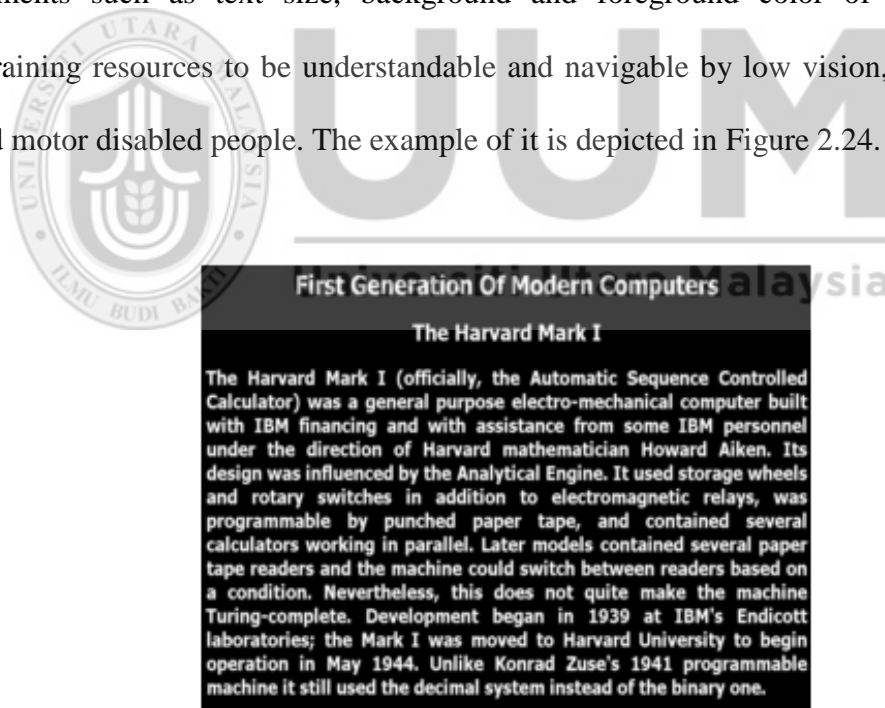 ments such as text size, background and foreground color of
raining resources to be understandable and navigable by low vision,
d motor disabled people. The example of it is depicted in Figure 2.24.
UNIVERSITI UTARA MALAYSIA
ILMU BUDI BAKTI
UUM
Universiti Utara Malaysia
First Generation Of Modern Computers
The Harvard Mark I
The Harvard Mark I (officially, the Automatic Sequence Controlled
Calculator) was a general purpose electro-mechanical computer built
with IBM financing and with assistance from some IBM personnel
under the direction of Harvard mathematician Howard Aiken. Its
design was influenced by the Analytical Engine. It used storage wheels
and rotary switches in addition to electromagnetic relays, was
programmable by punched paper tape, and contained several
calculators working in parallel. Later models contained several paper
tape readers and the machine could switch between readers based on
a condition. Nevertheless, this does not quite make the machine
Turing-complete. Development began in 1939 at IBM's Endicott
laboratories; the Mark I was moved to Harvard University to begin
operation in May 1944. Unlike Konrad Zuse's 1941 programmable
machine it still used the decimal system instead of the binary one.